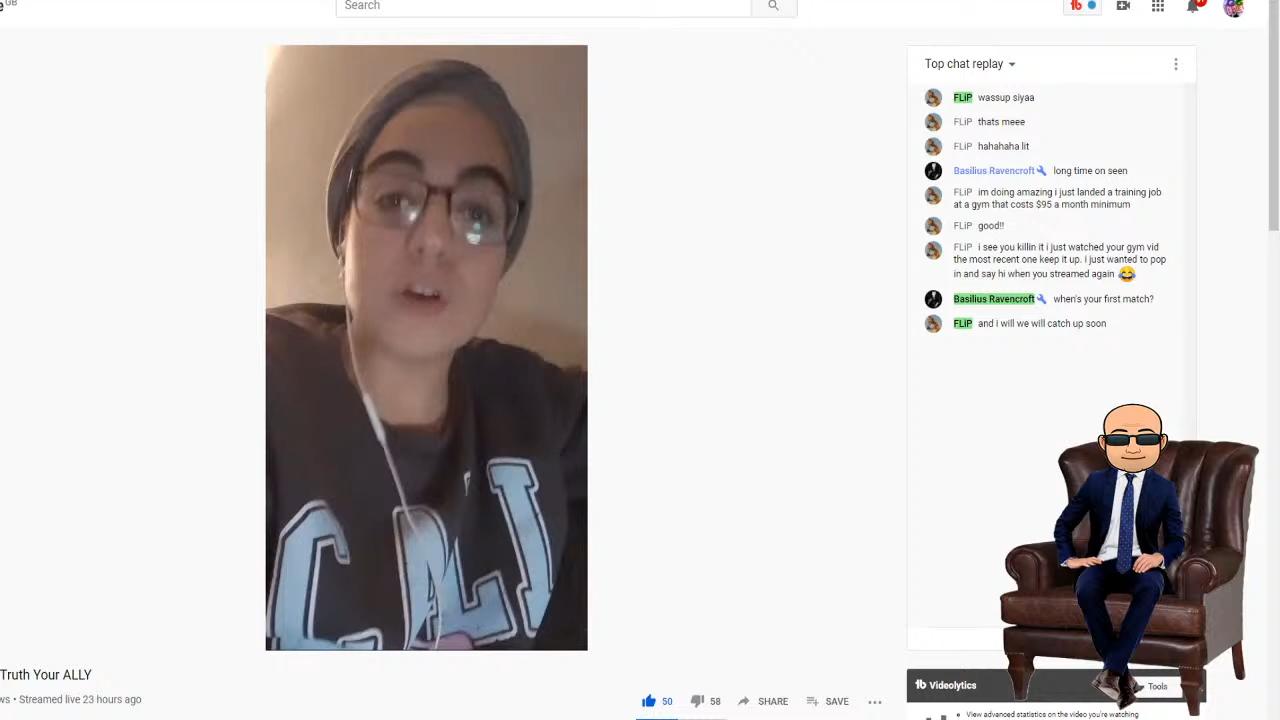 GB
Search
Top chat replay
FLiP wassup siyaa
FLiP thats meee
FLiP hahahaha lit
Basilius Ravencroft long time on seen
FLiP im doing amazing i just landed a training job
at a gym that costs $95 a month minimum
FLiP good!!
FLiP i see you killin it i just watched your gym vid
the most recent one keep it up. i just wanted to pop
in and say hi when you streamed again 😂
Basilius Ravencroft when's your first match?
FLiP and i will we will catch up soon
CALI
Truth Your ALLY
ws • Streamed live 23 hours ago
50
58
SHARE
SAVE
Videolytics
Tools
View advanced statistics on the video you're watching